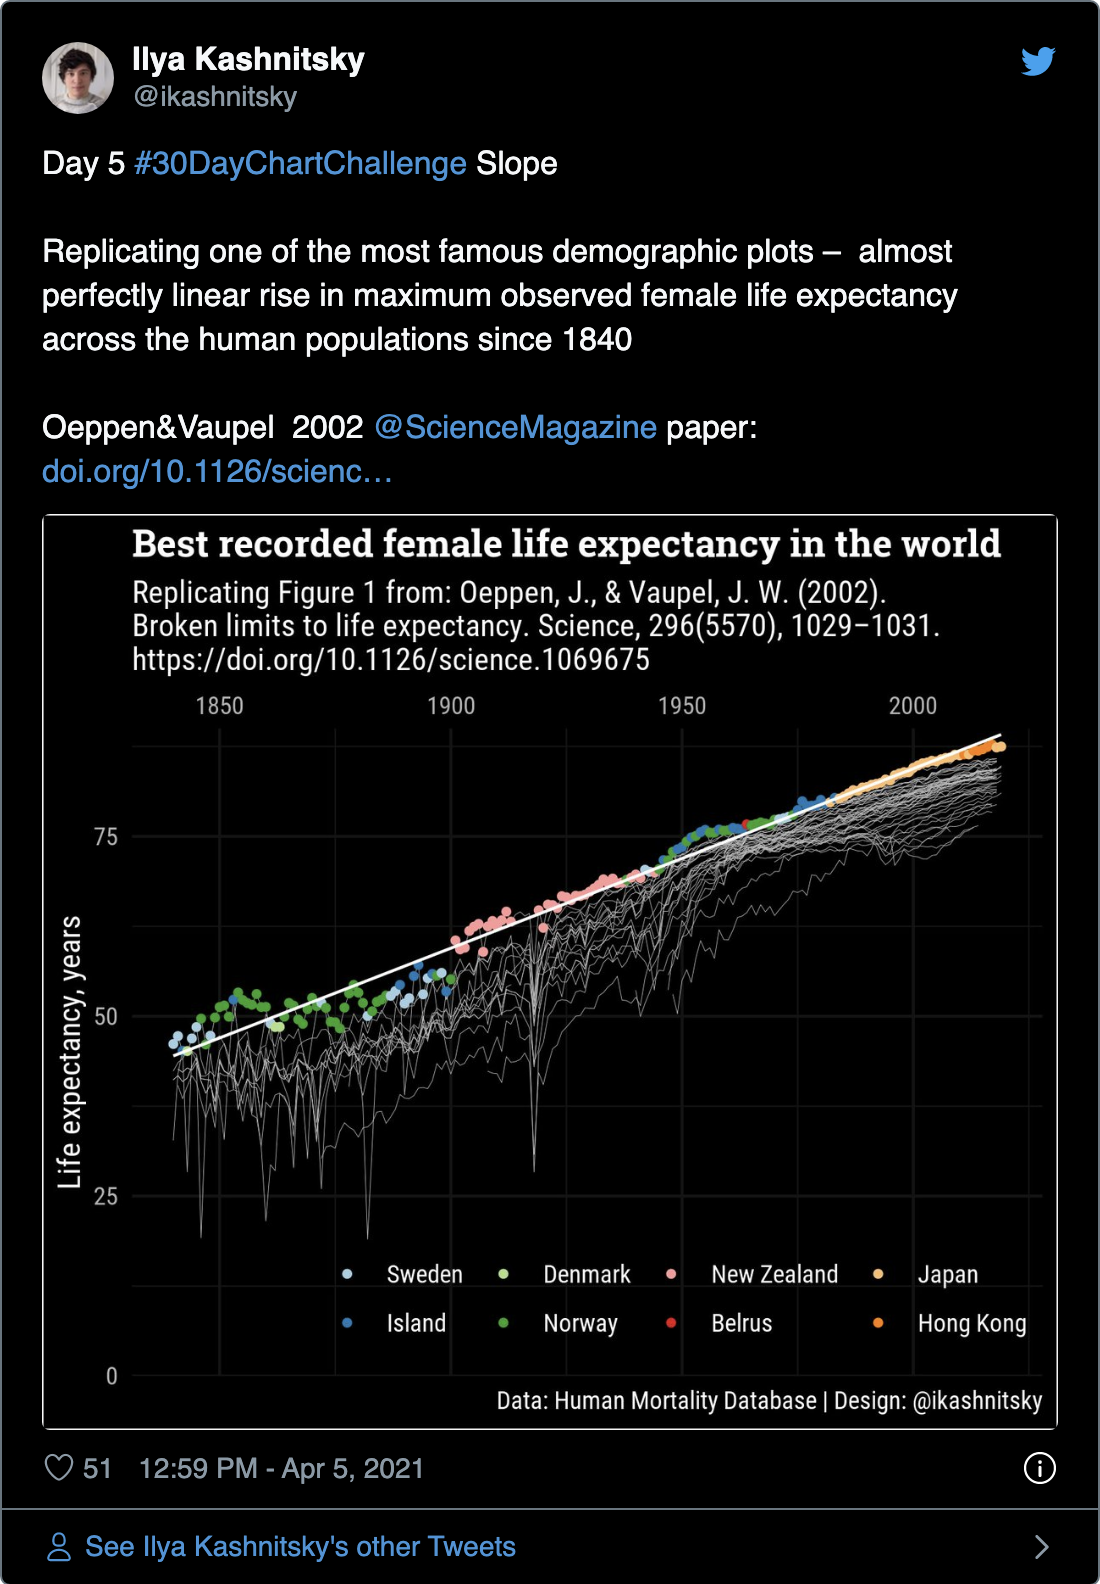 Ilya Kashnitsky
@ikashnitsky
Day 5 #30DayChartChallenge Slope
Replicating one of the most famous demographic plots –  almost
perfectly linear rise in maximum observed female life expectancy
across the human populations since 1840
Oeppen&Vaupel  2002 @ScienceMagazine paper:
doi.org/10.1126/scienc…
Best recorded female life expectancy in the world
Replicating Figure 1 from: Oeppen, J., & Vaupel, J. W. (2002).
Broken limits to life expectancy. Science, 296(5570), 1029–1031.
https://doi.org/10.1126/science.1069675
1850 1900 1950 2000
75
50
25
0
Life expectancy, years
Sweden Denmark New Zealand Japan
Island Norway Belrus Hong Kong
Data: Human Mortality Database | Design: @ikashnitsky
51 12:59 PM - Apr 5, 2021
See Ilya Kashnitsky's other Tweets